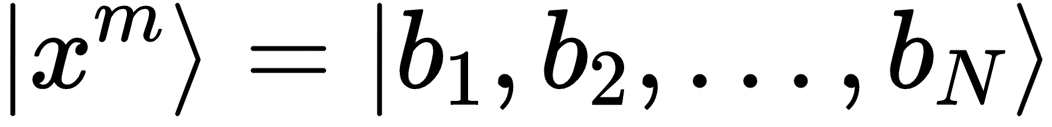 |x^m⟩ = |b_1, b_2, . . . . , b_N⟩